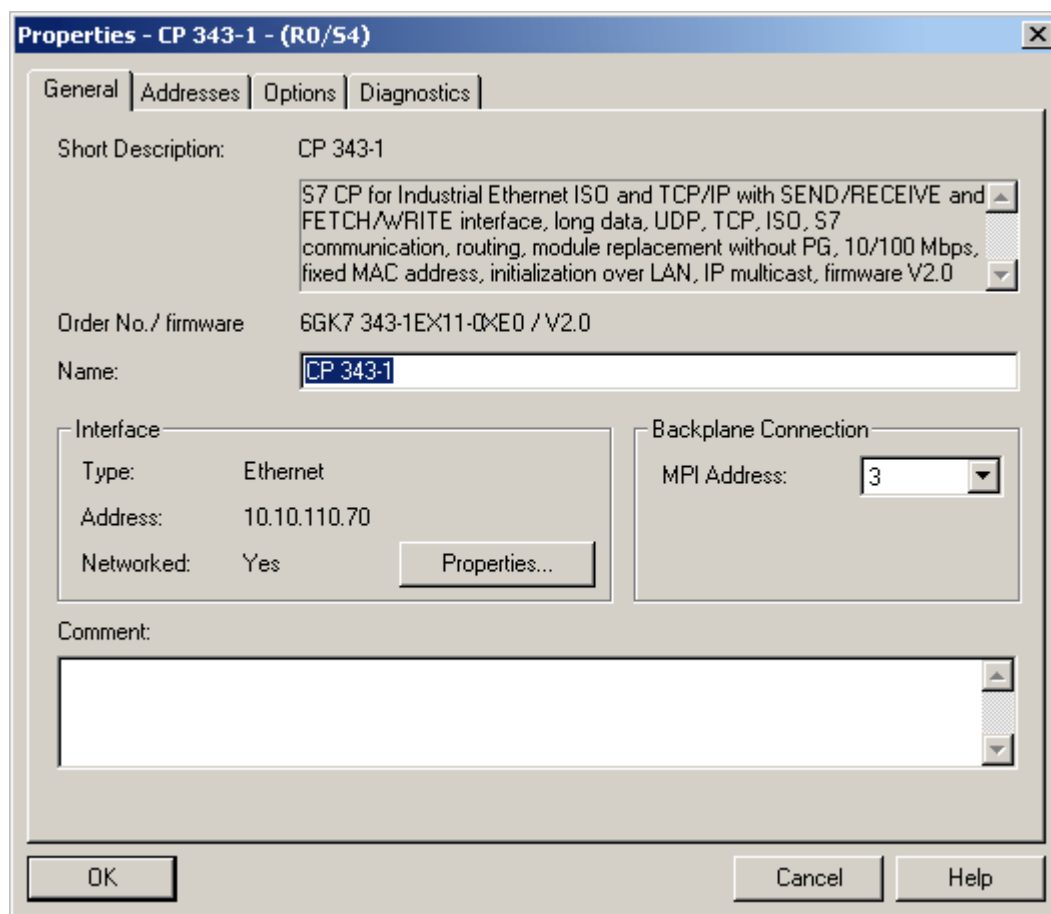 Properties - CP 343-1 - (R0/S4)
General Addresses Options Diagnostics
Short Description: CP 343-1
S7 CP for Industrial Ethernet ISO and TCP/IP with SEND/RECEIVE and
FETCH/WRITE interface, long data, UDP, TCP, ISO, S7
communication, routing, module replacement without PG, 10/100 Mbps,
fixed MAC address, initialization over LAN, IP multicast, firmware V2.0
Order No./ firmware 6GK7 343-1EX11-0XE0 / V2.0
Name: CP 343-1
Interface
Type: Ethernet
Address: 10.10.110.70
Networked: Yes Properties...
Backplane Connection
MPI Address: 3
Comment:
OK Cancel Help